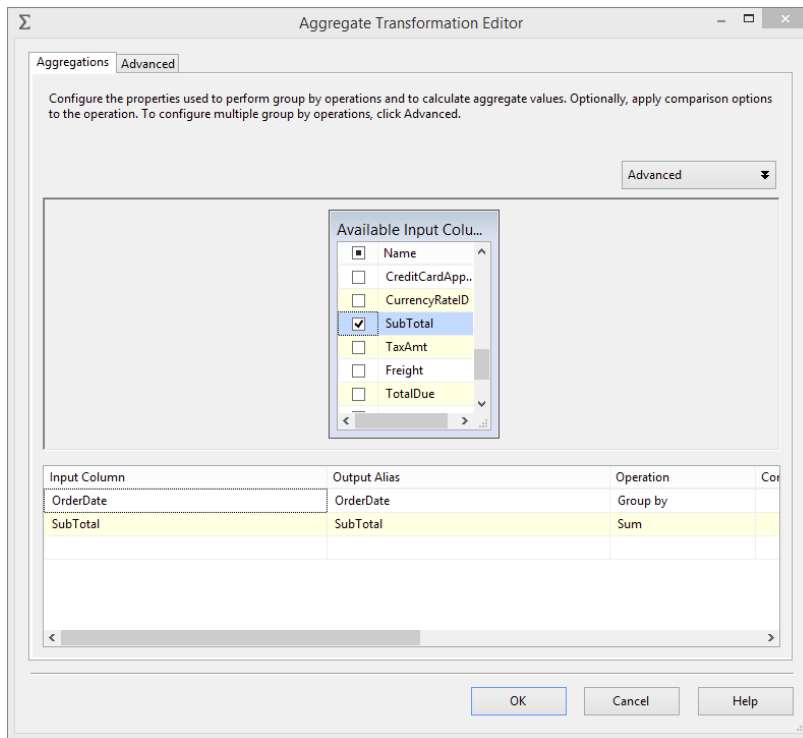 Aggregate Transformation Editor
Aggregations Advanced
Configure the properties used to perform group by operations and to calculate aggregate values. Optionally, apply comparison options
to the operation. To configure multiple group by operations, click Advanced.
Advanced
Available Input Colu...
Name
CreditCardApp..
CurrencyRateID
SubTotal
TaxAmt
Freight
TotalDue
Input Column Output Alias Operation Cor
OrderDate OrderDate Group by
SubTotal SubTotal Sum
OK Cancel Help